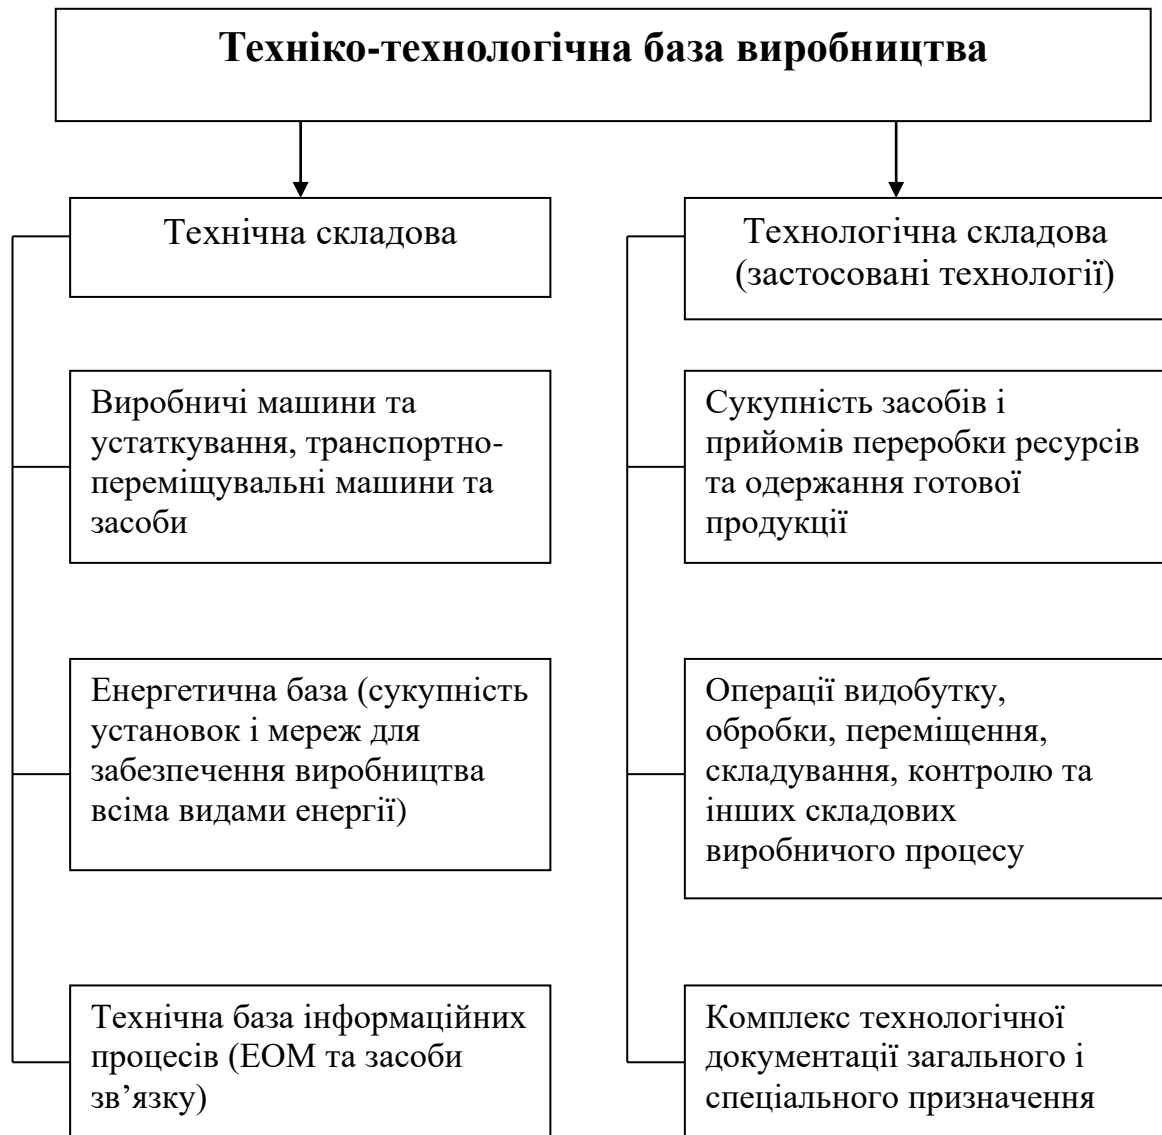 Техніко-технологічна база виробництва
Технічна складова
Виробничі машини та
устаткування, транспортно-
переміщувальні машини та
засоби
Енергетична база (сукупність
установок і мереж для
забезпечення виробництва
всіма видами енергії)
Технічна база інформаційних
процесів (ЕОМ та засоби
зв’язку)
Технологічна складова
(застосовані технології)
Сукупність засобів і
прийомів переробки ресурсів
та одержання готової
продукції
Операції видобутку,
обробки, переміщення,
складування, контролю та
інших складових
виробничого процесу
Комплекс технологічної
документації загального і
спеціального призначення